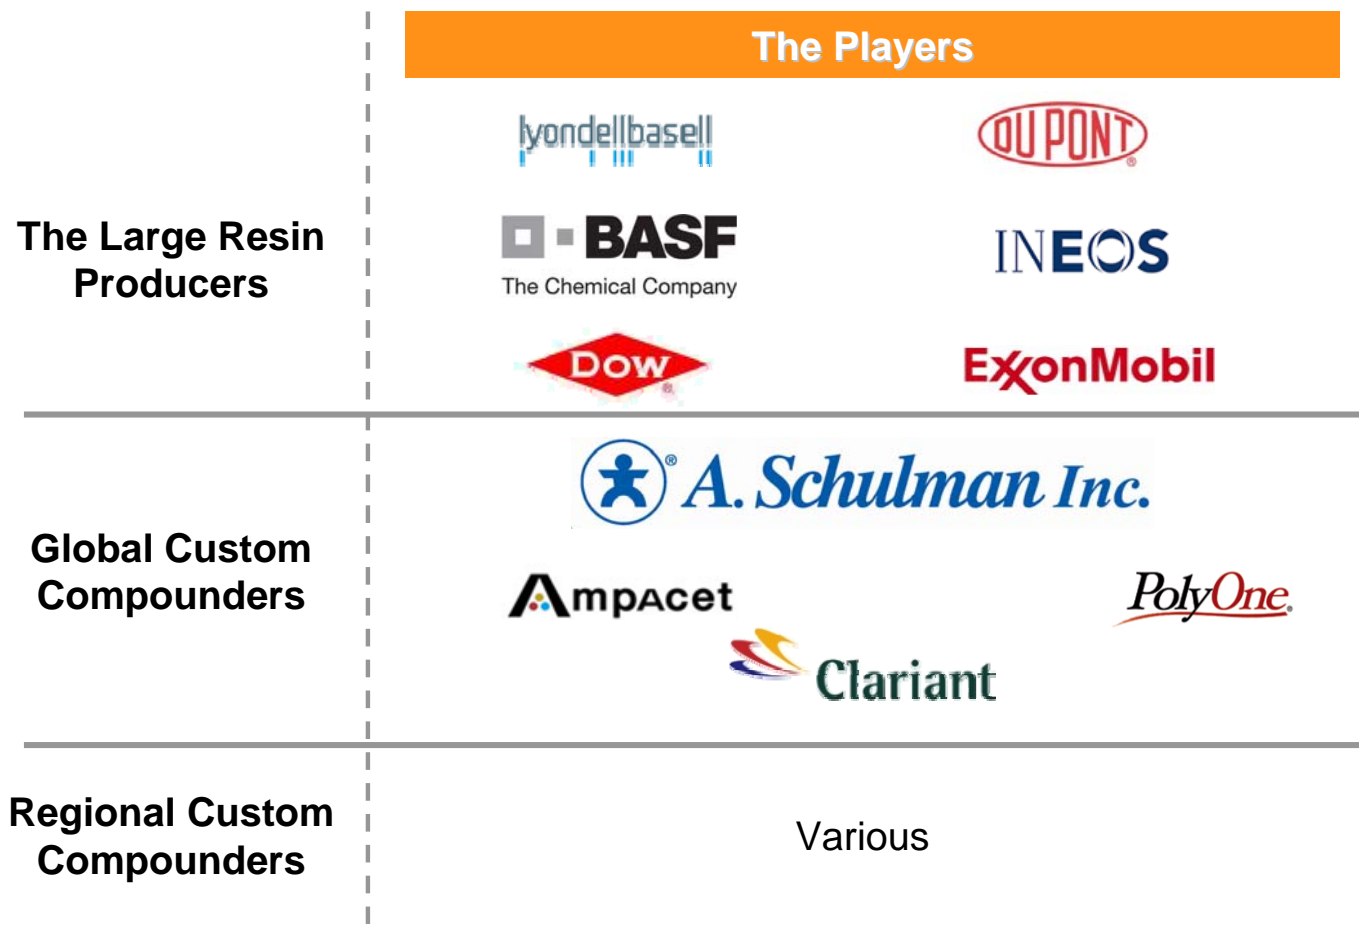 The Players
The Large Resin
Producers
lyondellbasell
DUPONT®
BASF
The Chemical Company
INEOS
DOW®
ExxonMobil
Global Custom
Compounders
® A. Schulman Inc.
Ampacet
PolyOne.
Clariant
Regional Custom
Compounders
Various